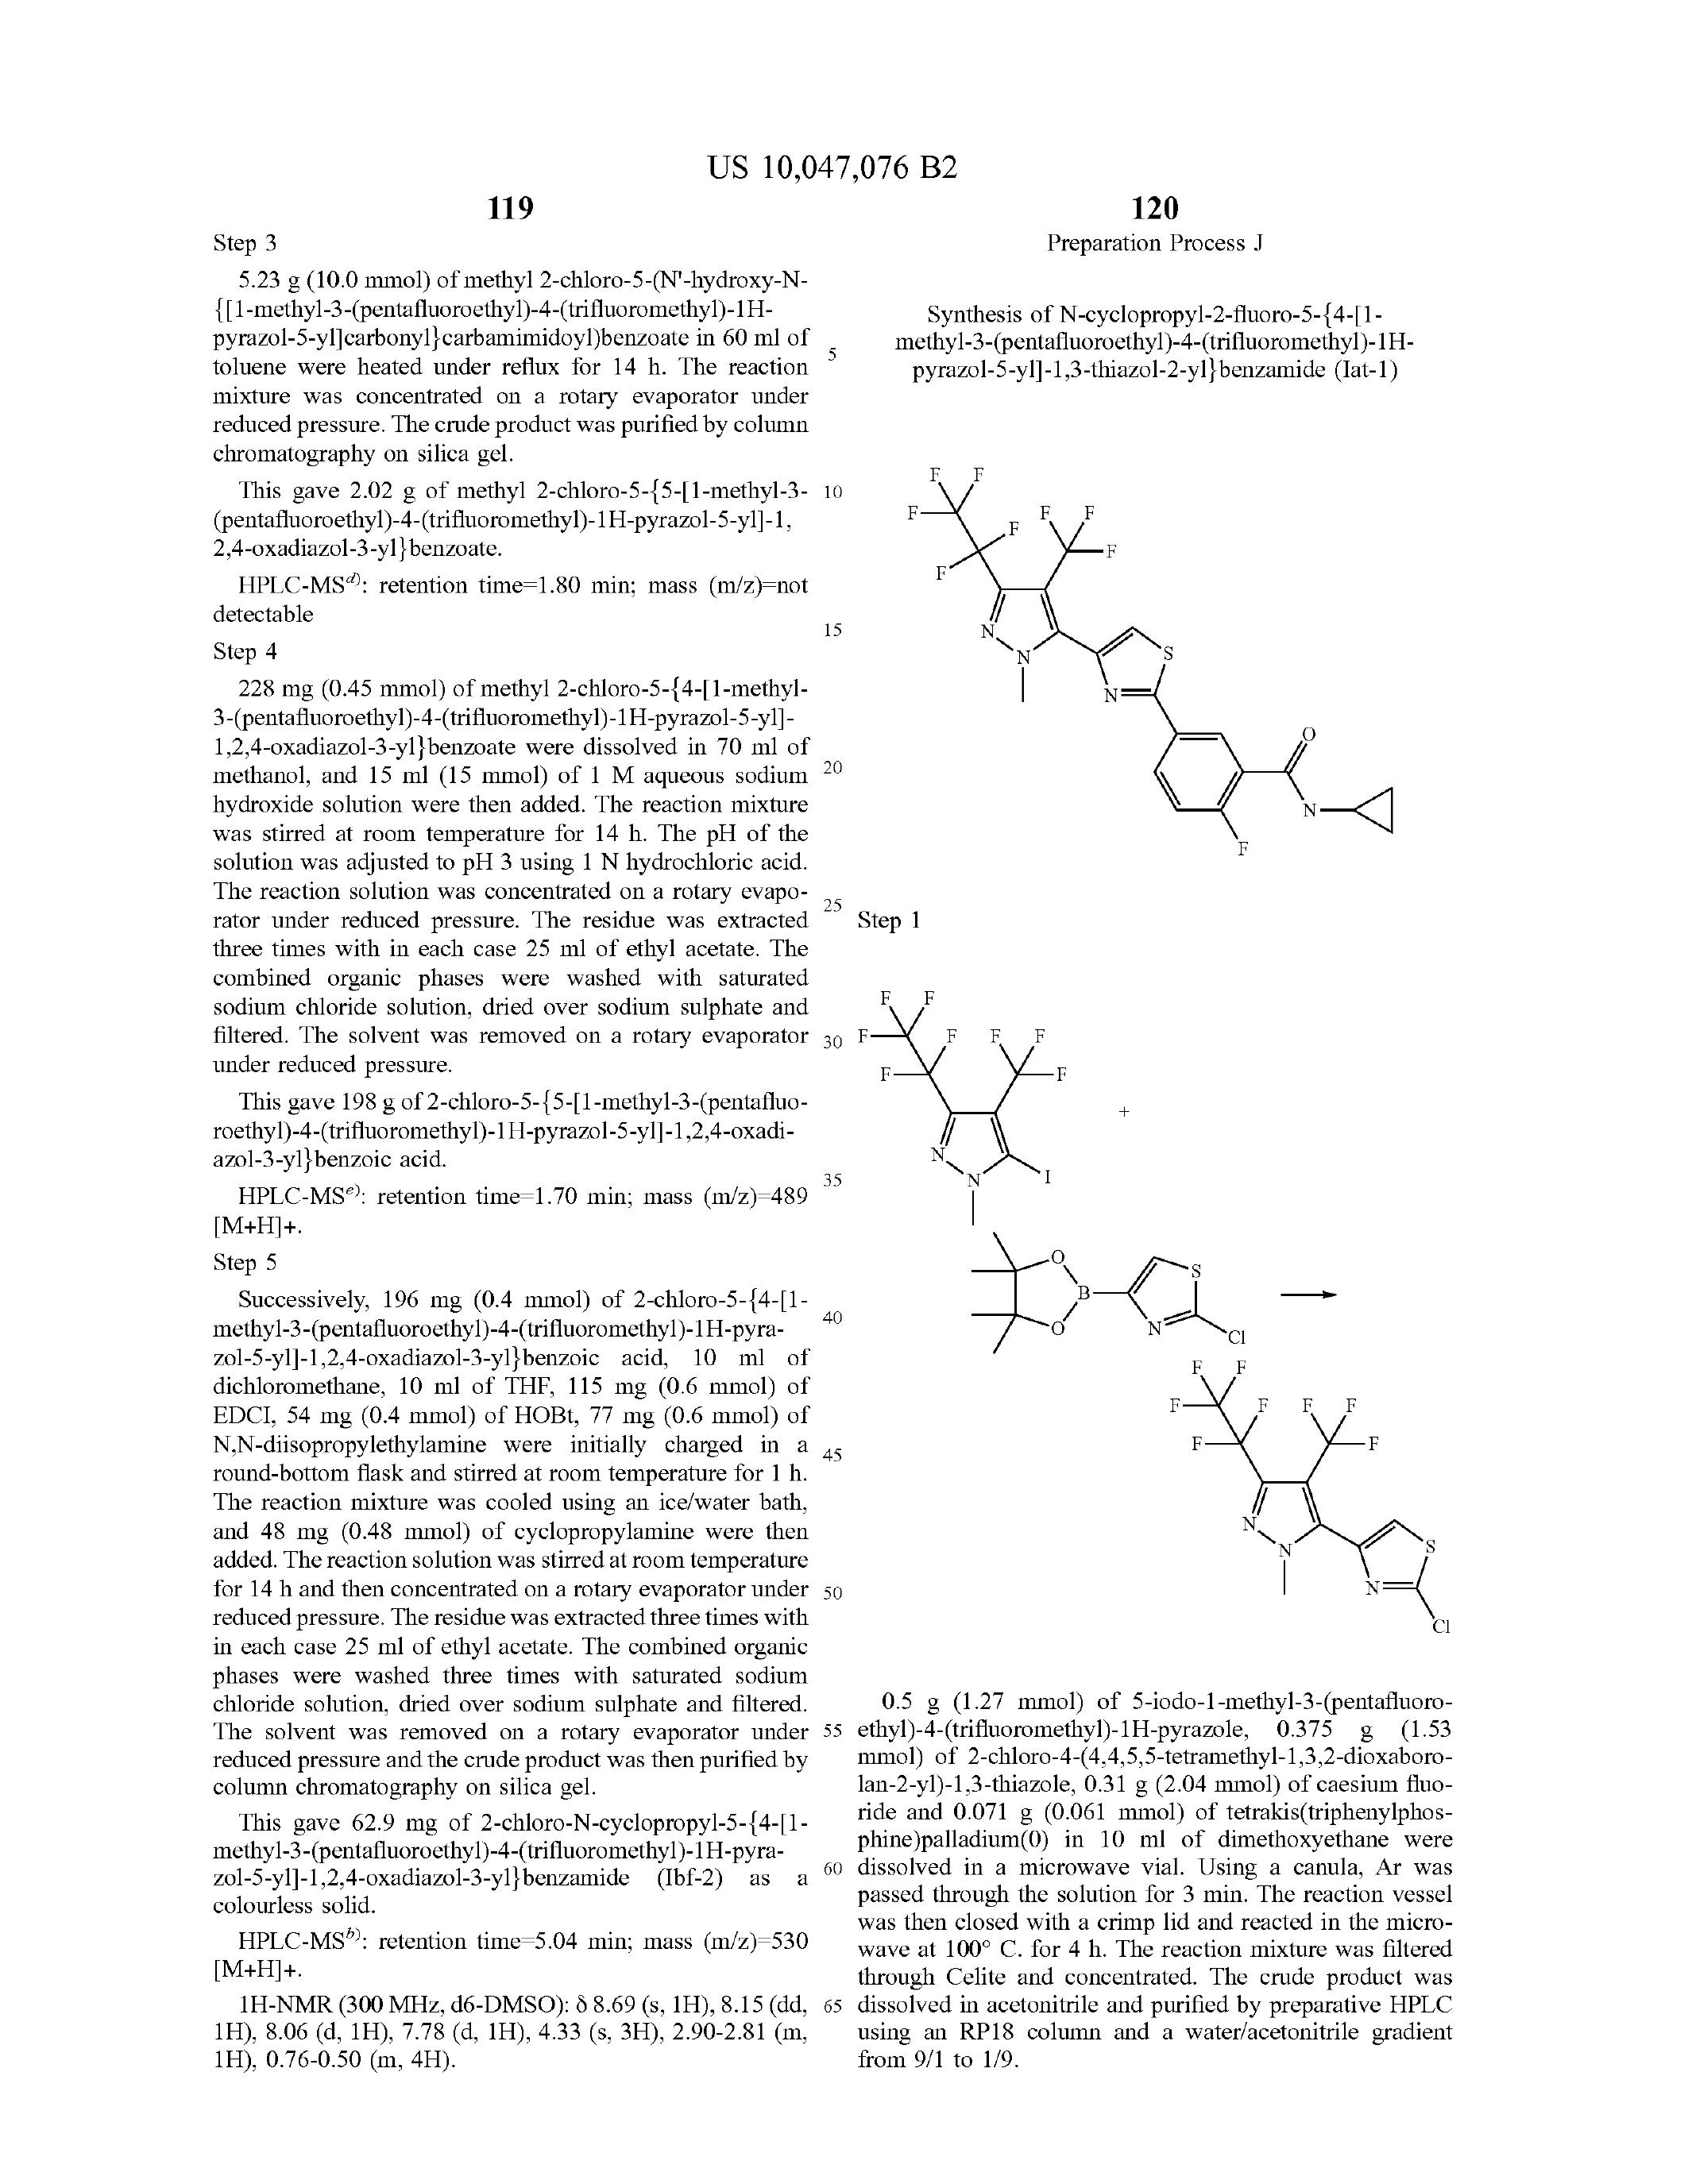 US 10,047,076 B2
119
Step 3
5.23 g (10.0 mmol) of methyl 2-chloro-5-(N'-hydroxy-N-
{[1-methyl-3-(pentafluoroethyl)-4-(trifluoromethyl)-1H-
pyrazol-5-yl]carbonyl}carbamimidoyl)benzoate in 60 ml of
toluene were heated under reflux for 14 h. The reaction
mixture was concentrated on a rotary evaporator under
reduced pressure. The crude product was purified by column
chromatography on silica gel.
This gave 2.02 g of methyl 2-chloro-5-{5-[1-methyl-3-
(pentafluoroethyl)-4-(trifluoromethyl)-1H-pyrazol-5-yl]-1,
2,4-oxadiazol-3-yl}benzoate.
HPLC-MS^d): retention time=1.80 min; mass (m/z)=not
detectable
Step 4
228 mg (0.45 mmol) of methyl 2-chloro-5-{4-[1-methyl-
3-(pentafluoroethyl)-4-(trifluoromethyl)-1H-pyrazol-5-yl]-
1,2,4-oxadiazol-3-yl}benzoate were dissolved in 70 ml of
methanol, and 15 ml (15 mmol) of 1 M aqueous sodium
hydroxide solution were then added. The reaction mixture
was stirred at room temperature for 14 h. The pH of the
solution was adjusted to pH 3 using 1 N hydrochloric acid.
The reaction solution was concentrated on a rotary evapo-
rator under reduced pressure. The residue was extracted
three times with in each case 25 ml of ethyl acetate. The
combined organic phases were washed with saturated
sodium chloride solution, dried over sodium sulphate and
filtered. The solvent was removed on a rotary evaporator
under reduced pressure.
This gave 198 g of 2-chloro-5-{5-[1-methyl-3-(pentafluo-
roethyl)-4-(trifluoromethyl)-1H-pyrazol-5-yl]-1,2,4-oxadi-
azol-3-yl}benzoic acid.
HPLC-MS^e): retention time=1.70 min; mass (m/z)=489
[M+H]+.
Step 5
Successively, 196 mg (0.4 mmol) of 2-chloro-5-{4-[1-
methyl-3-(pentafluoroethyl)-4-(trifluoromethyl)-1H-pyra-
zol-5-yl]-1,2,4-oxadiazol-3-yl}benzoic acid, 10 ml of
dichloromethane, 10 ml of THF, 115 mg (0.6 mmol) of
EDCI, 54 mg (0.4 mmol) of HOBt, 77 mg (0.6 mmol) of
N,N-diisopropylethylamine were initially charged in a
round-bottom flask and stirred at room temperature for 1 h.
The reaction mixture was cooled using an ice/water bath,
and 48 mg (0.48 mmol) of cyclopropylamine were then
added. The reaction solution was stirred at room temperature
for 14 h and then concentrated on a rotary evaporator under
reduced pressure. The residue was extracted three times with
in each case 25 ml of ethyl acetate. The combined organic
phases were washed three times with saturated sodium
chloride solution, dried over sodium sulphate and filtered.
The solvent was removed on a rotary evaporator under
reduced pressure and the crude product was then purified by
column chromatography on silica gel.
This gave 62.9 mg of 2-chloro-N-cyclopropyl-5-{4-[1-
methyl-3-(pentafluoroethyl)-4-(trifluoromethyl)-1H-pyra-
zol-5-yl]-1,2,4-oxadiazol-3-yl}benzamide (Ibf-2) as a
colourless solid.
HPLC-MS^b): retention time=5.04 min; mass (m/z)=530
[M+H]+.
1H-NMR (300 MHz, d6-DMSO): δ 8.69 (s, 1H), 8.15 (dd,
1H), 8.06 (d, 1H), 7.78 (d, 1H), 4.33 (s, 3H), 2.90-2.81 (m,
1H), 0.76-0.50 (m, 4H).
5
10
15
20
25
30
35
40
45
50
55
60
65
120
Preparation Process J
Synthesis of N-cyclopropyl-2-fluoro-5-{4-[1-
methyl-3-(pentafluoroethyl)-4-(trifluoromethyl)-1H-
pyrazol-5-yl]-1,3-thiazol-2-yl}benzamide (Iat-1)
F F
F F F F
F F
N N S
N
O
N
F
Step 1
F F
F F F F
F F
+
N N I
O S
B
O N Cl
F F
F F F F
F F
N N S
N
Cl
0.5 g (1.27 mmol) of 5-iodo-1-methyl-3-(pentafluoro-
ethyl)-4-(trifluoromethyl)-1H-pyrazole, 0.375 g (1.53
mmol) of 2-chloro-4-(4,4,5,5-tetramethyl-1,3,2-dioxaboro-
lan-2-yl)-1,3-thiazole, 0.31 g (2.04 mmol) of caesium fluo-
ride and 0.071 g (0.061 mmol) of tetrakis(triphenylphos-
phine)palladium(0) in 10 ml of dimethoxyethane were
dissolved in a microwave vial. Using a canula, Ar was
passed through the solution for 3 min. The reaction vessel
was then closed with a crimp lid and reacted in the micro-
wave at 100° C. for 4 h. The reaction mixture was filtered
through Celite and concentrated. The crude product was
dissolved in acetonitrile and purified by preparative HPLC
using an RP18 column and a water/acetonitrile gradient
from 9/1 to 1/9.